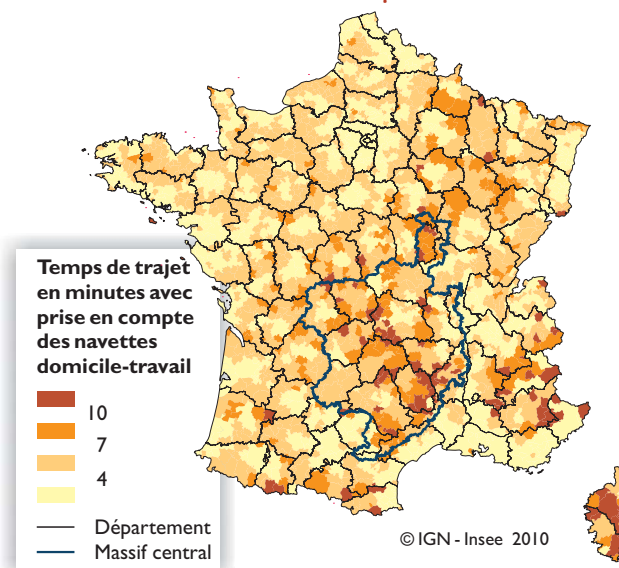 Temps de trajet
en minutes avec
prise en compte
des navettes
domicile-travail
10
7
4
Département
Massif central
© IGN - Insee 2010